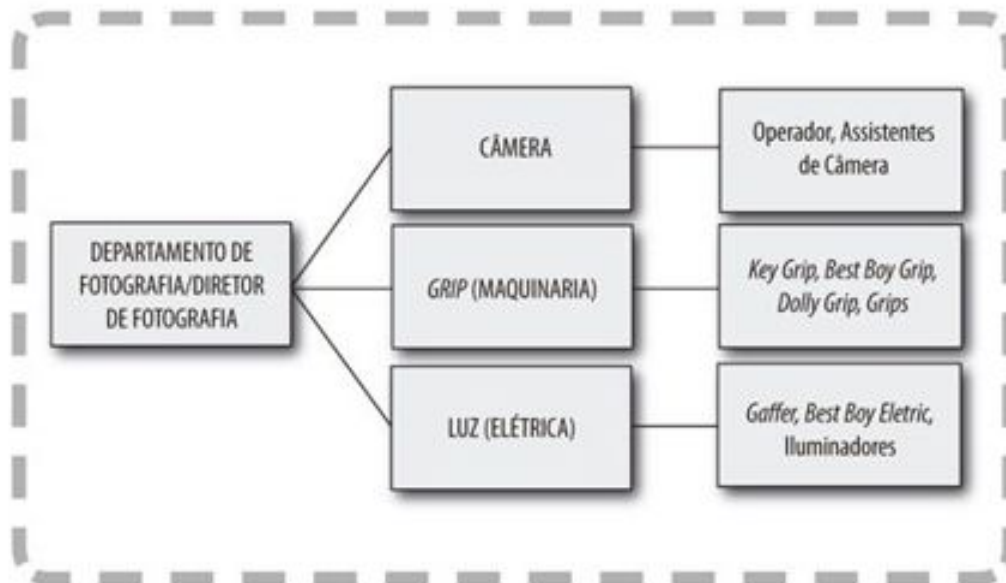 DEPARTAMENTO DE
FOTOGRAFIA/DIRETOR
DE FOTOGRAFIA
CÂMERA
Operador, Assistentes
de Câmera
GRIP (MAQUINARIA)
Key Grip, Best Boy Grip,
Dolly Grip, Grips
LUZ (ELÉTRICA)
Gaffer, Best Boy Eletric,
Iluminadores